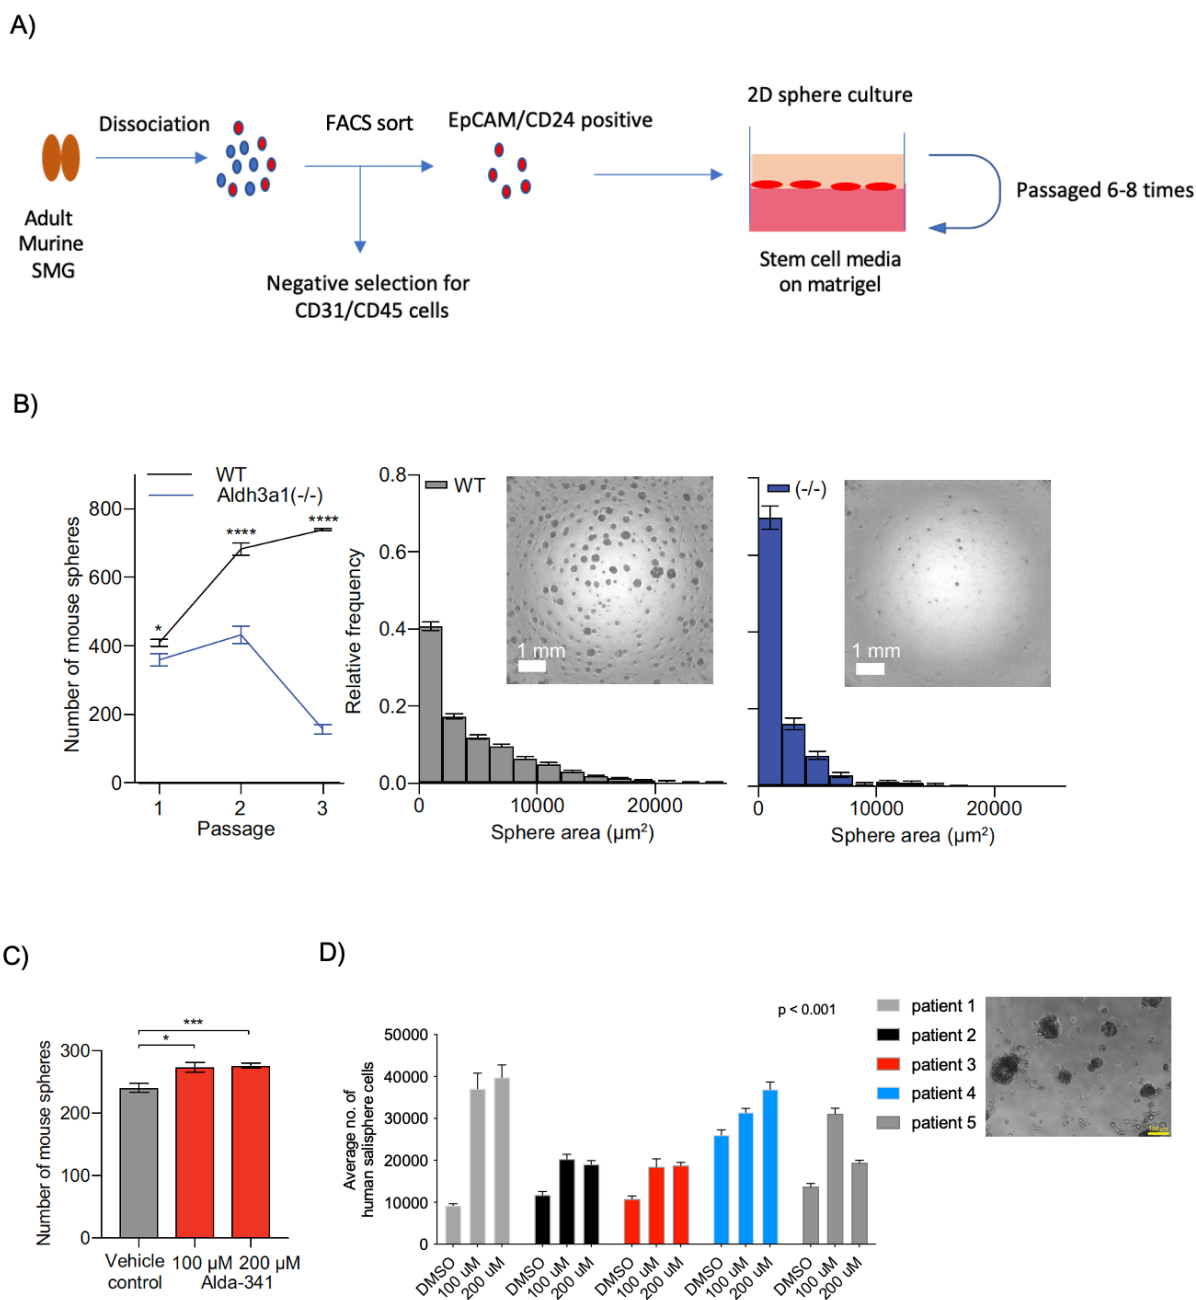 A)
Dissociation
FACS sort
EpCAM/CD24 positive
2D sphere culture
Adult
Murine
SMG
Negative selection for
CD31/CD45 cells
Stem cell media
on matrigel
Passaged 6-8 times
B)
WT
Aldh3a1(-/-)
Number of mouse spheres
800
600
400
200
0
*
****
****
1
2
3
Passage
Relative frequency
0.8
0.6
0.4
0.2
0.0
WT
1 mm
0
10000
20000
Sphere area (µm²)
(-/-)
1 mm
0
10000
20000
Sphere area (µm²)
C)
Number of mouse spheres
300
200
100
0
***
*
Vehicle
control
100 µM
200 µM
Alda-341
D)
Average no. of
human salisphere cells
50000
40000
30000
20000
10000
0
p < 0.001
DMSO
100 uM
200 uM
DMSO
100 uM
200 uM
DMSO
100 uM
200 uM
DMSO
100 uM
200 uM
DMSO
100 uM
200 uM
patient 1
patient 2
patient 3
patient 4
patient 5
100 µm